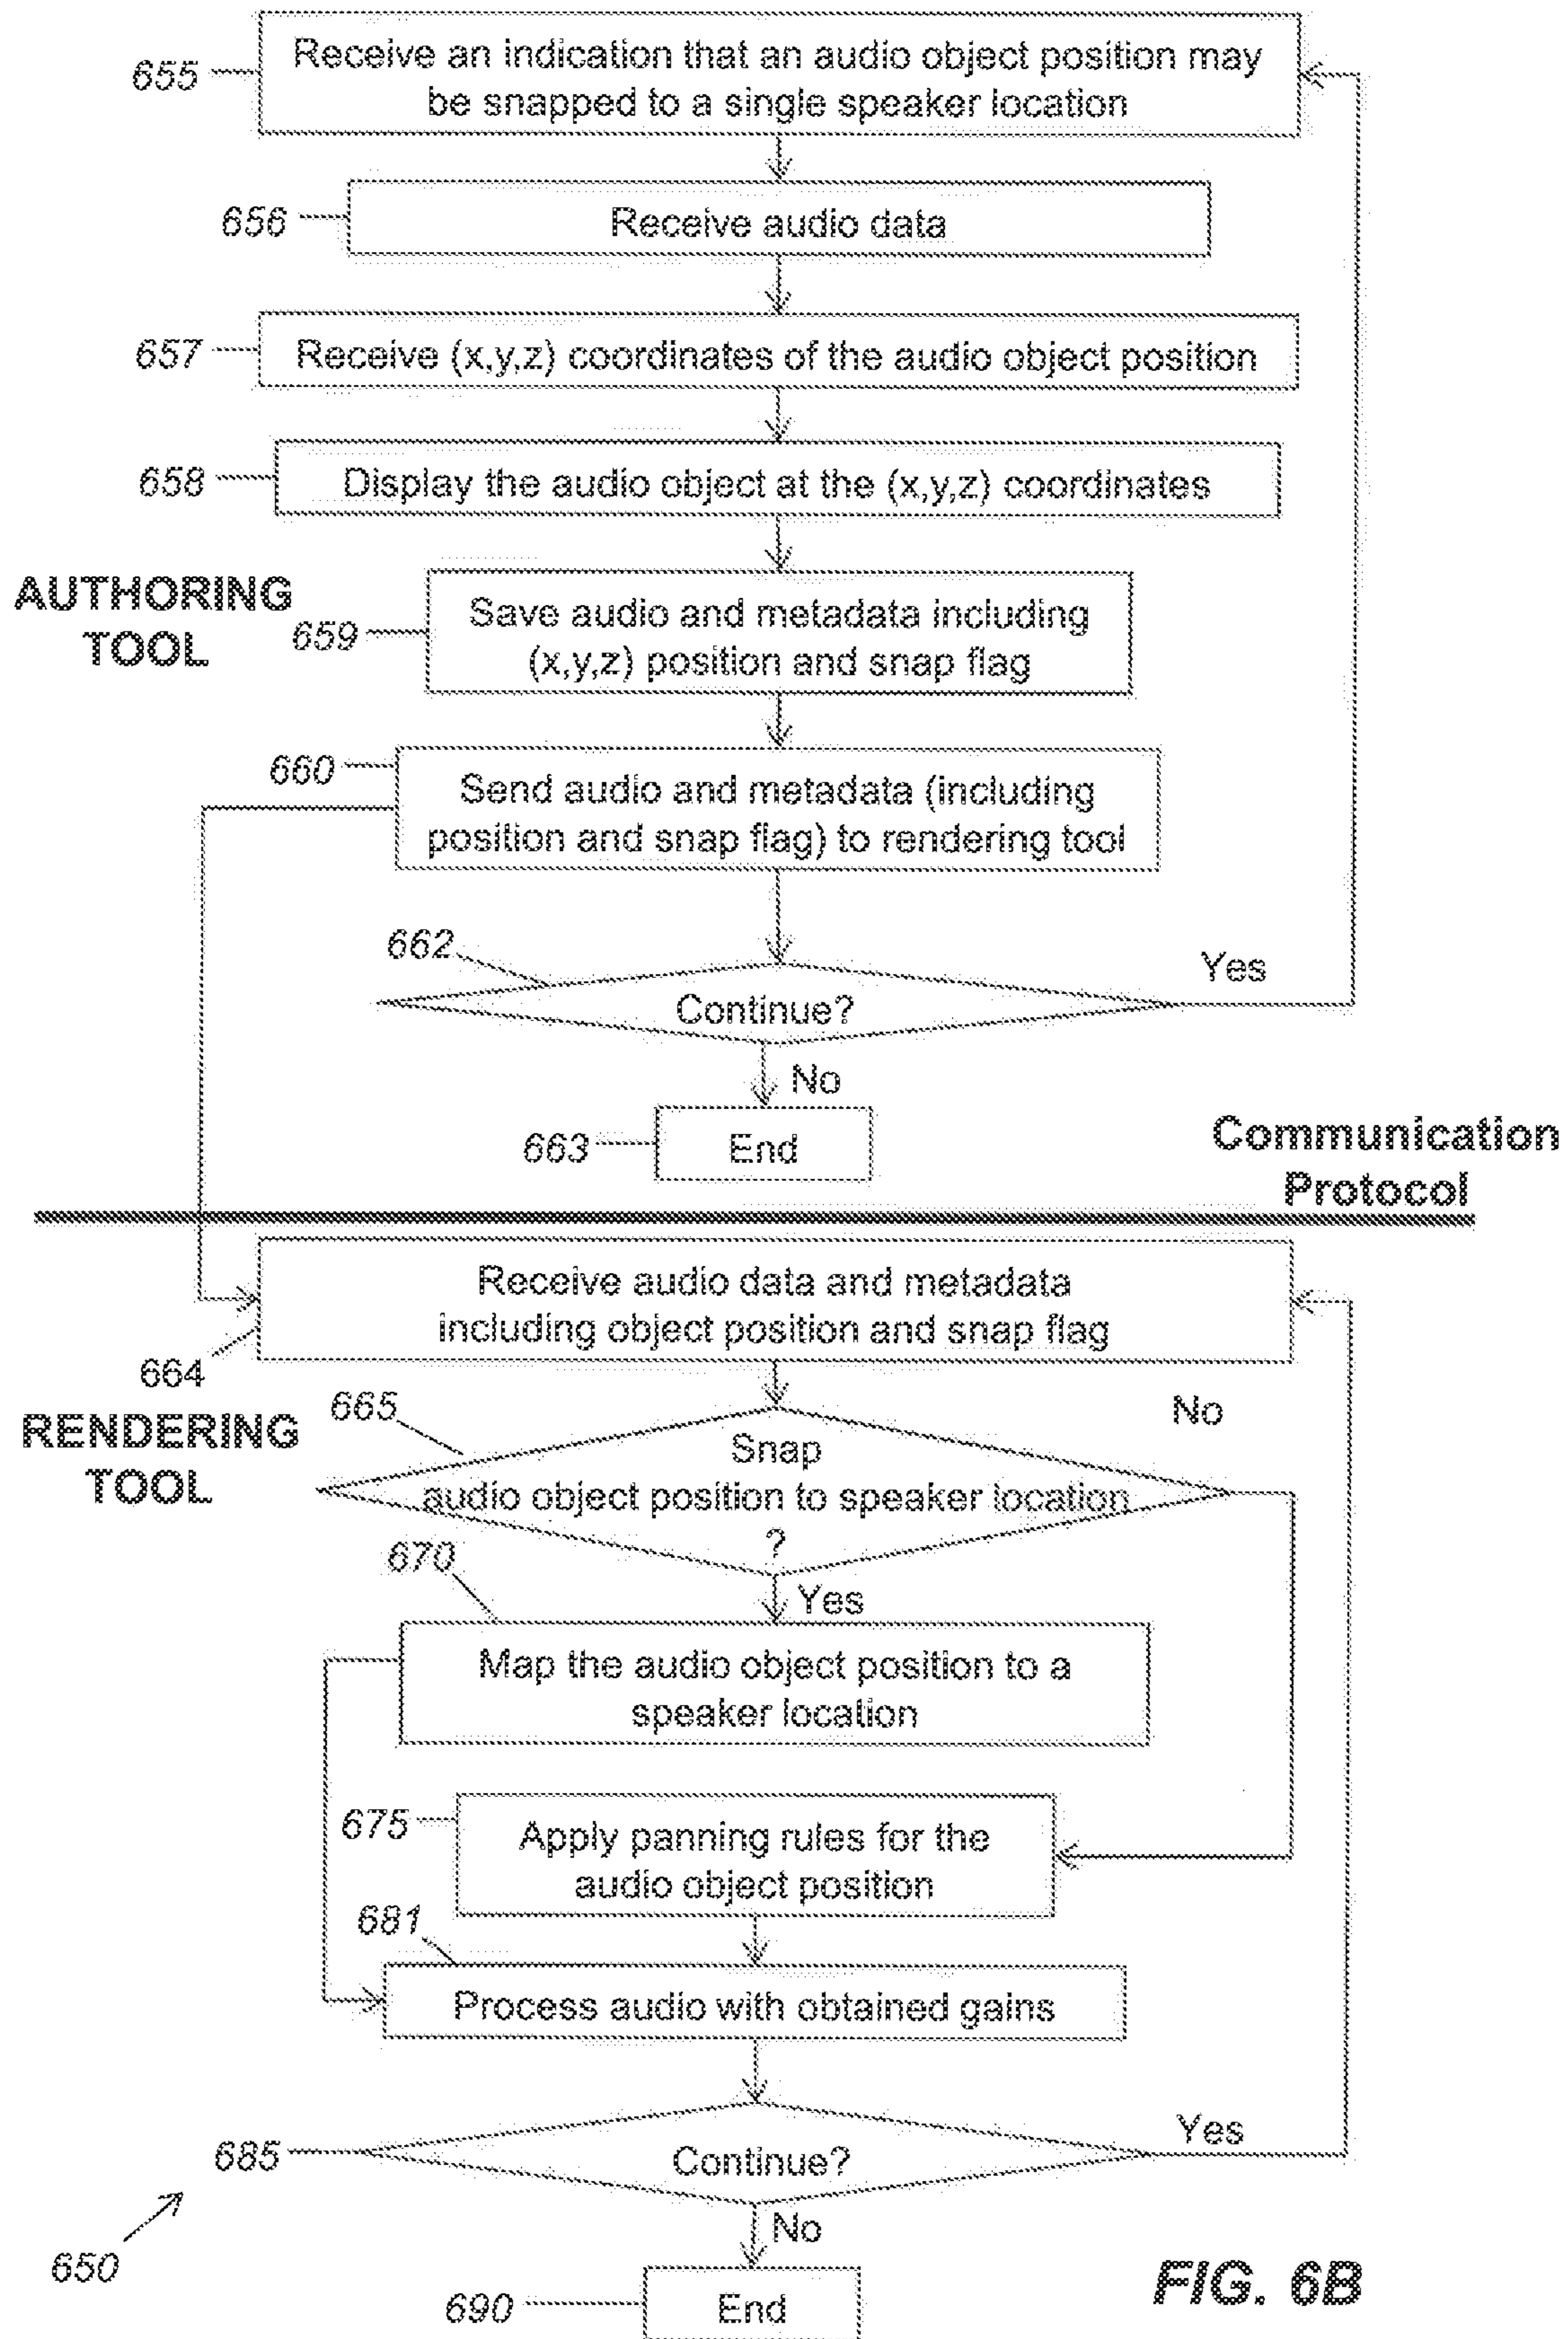 655
Receive an indication that an audio object position may
be snapped to a single speaker location
656
Receive audio data
657
Receive (x,y,z) coordinates of the audio object position
658
Display the audio object at the (x,y,z) coordinates
AUTHORING
TOOL
659
Save audio and metadata including
(x,y,z) position and snap flag
660
Send audio and metadata (including
position and snap flag) to rendering tool
662
Continue?
Yes
No
663
End
Communication
Protocol
Receive audio data and metadata
including object position and snap flag
664
RENDERING
TOOL
665
No
Snap
audio object position to speaker location
?
670
Yes
Map the audio object position to a
speaker location
675
Apply panning rules for the
audio object position
681
Process audio with obtained gains
685
Continue?
Yes
No
650
690
End
FIG. 6B